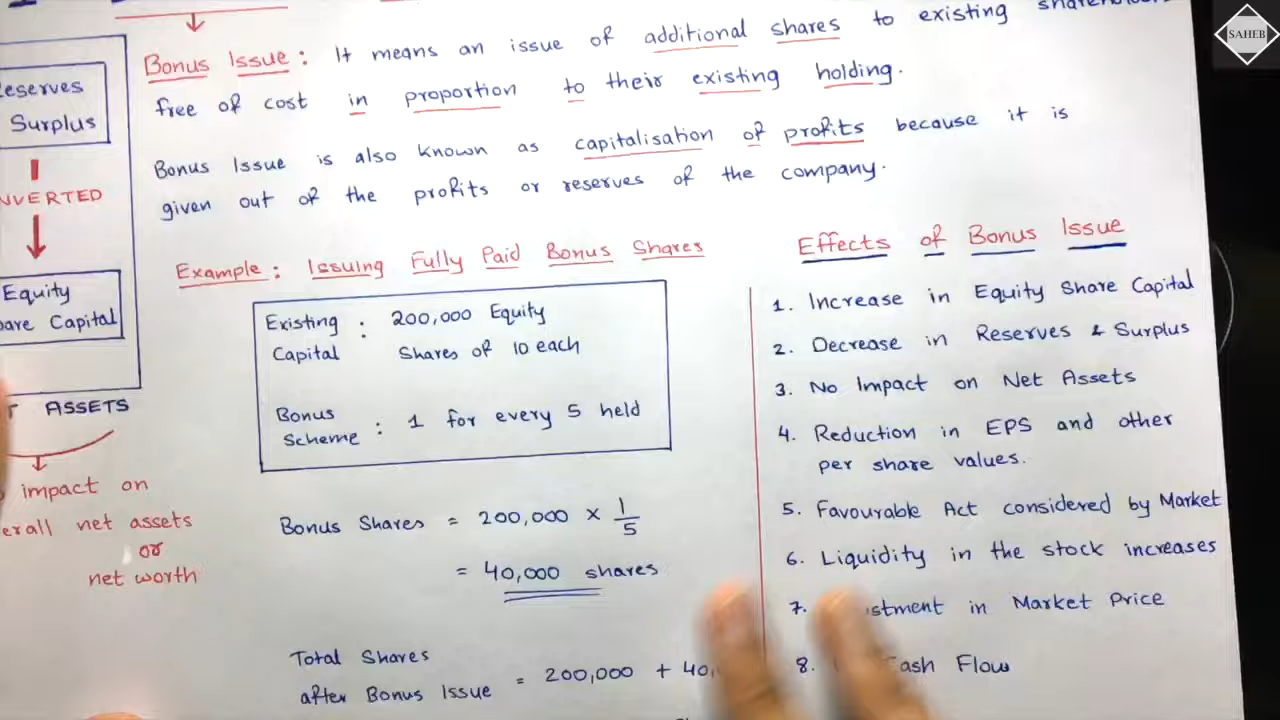 Bonus Issue : It means an issue of additional shares to existing
free of cost in proportion to their existing holding.
Bonus Issue is also known as capitalisation of profits because it is
given out of the profits or reserves of the company.
Surplus
Equity
Capital
ASSETS
impact on
net assets
or
net worth
Example : Issuing Fully Paid Bonus Shares
Existing Capital : 200,000 Equity
Shares of 10 each
Bonus Scheme : 1 for every 5 held
Bonus Shares = 200,000 × 1/5
= 40,000 shares
Total Shares
after Bonus Issue = 200,000 +
Effects of Bonus Issue
1. Increase in Equity Share Capital
2. Decrease in Reserves & Surplus
3. No Impact on Net Assets
4. Reduction in EPS and other
per share values.
5. Favourable Act considered by Market
6. Liquidity in the stock increases
7. in Market Price
8. Cash Flow
SAHEB